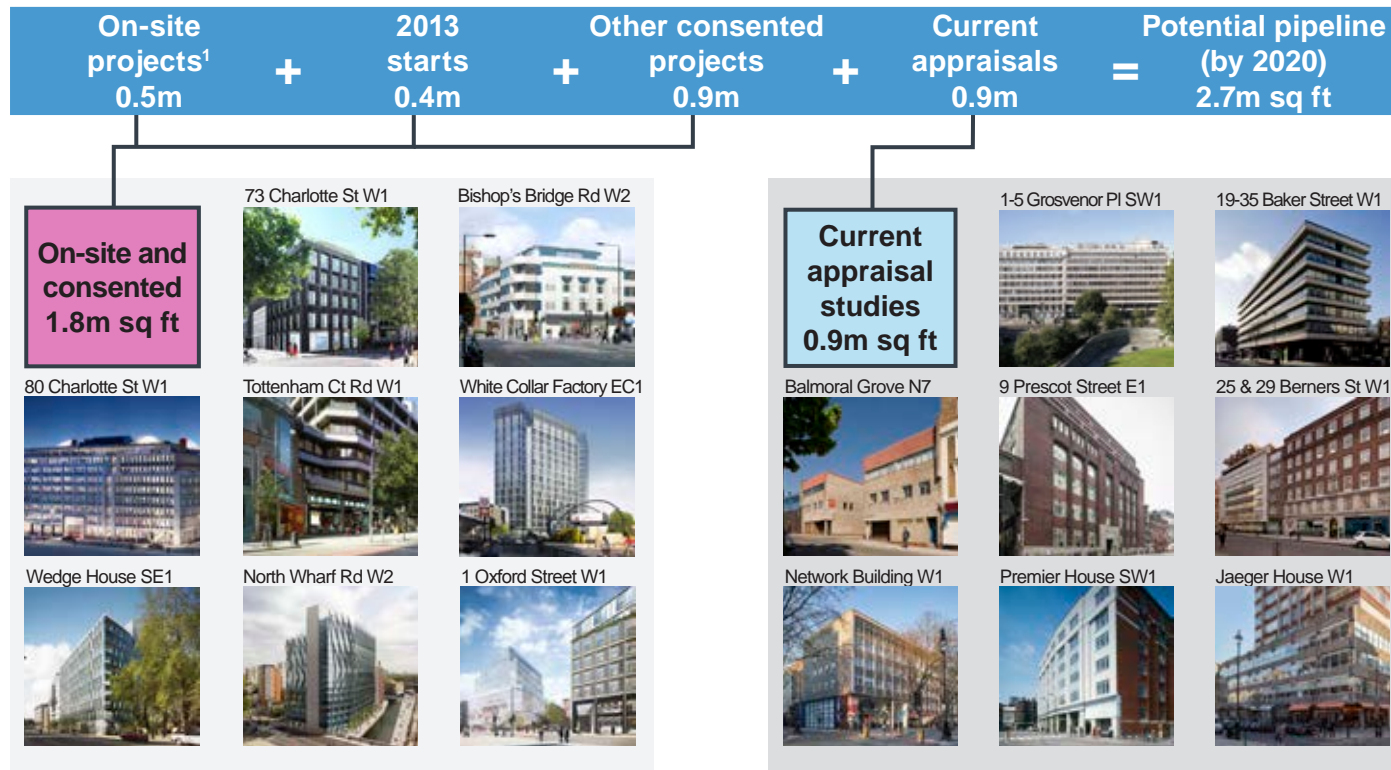 On-site
projects¹
0.5m
+
2013
starts
0.4m
+
Other consented
projects
0.9m
+
Current
appraisals
0.9m
=
Potential pipeline
(by 2020)
2.7m sq ft
On-site and
consented
1.8m sq ft
73 Charlotte St W1
Bishop's Bridge Rd W2
80 Charlotte St W1
Tottenham Ct Rd W1
White Collar Factory EC1
Wedge House SE1
North Wharf Rd W2
1 Oxford Street W1
Current
appraisal
studies
0.9m sq ft
1-5 Grosvenor Pl SW1
19-35 Baker Street W1
Balmoral Grove N7
9 Prescot Street E1
25 & 29 Berners St W1
Network Building W1
Premier House SW1
Jaeger House W1